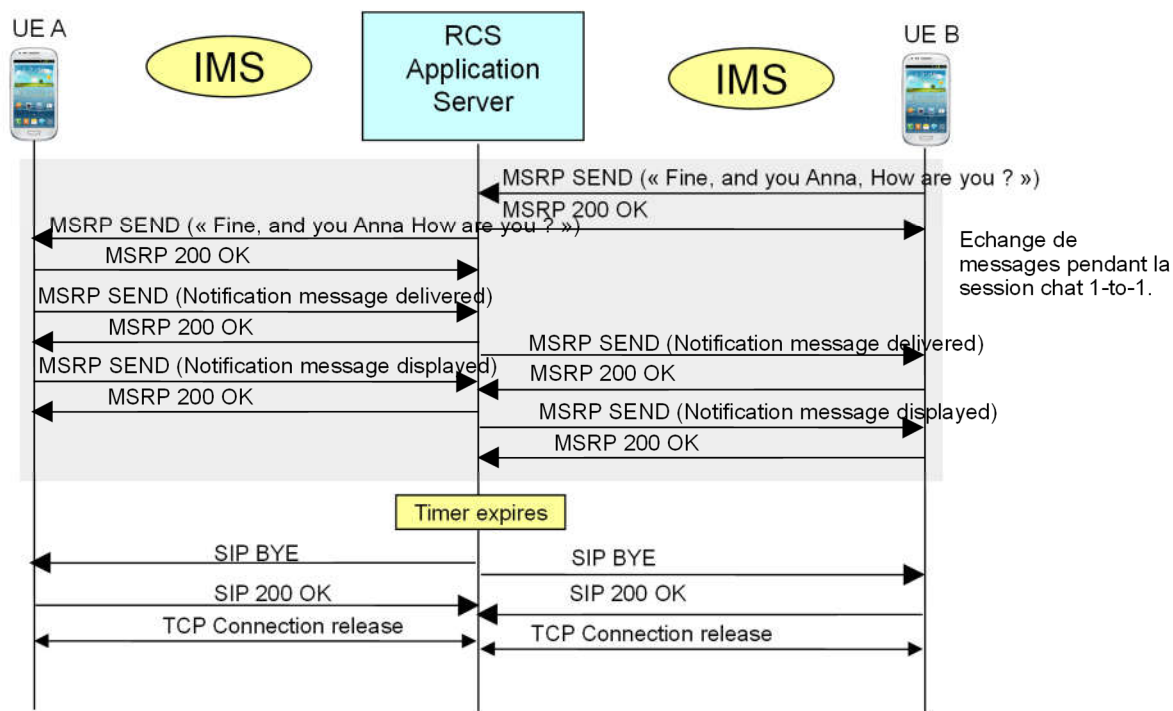 UE A
IMS
RCS
Application
Server
IMS
UE B
MSRP SEND (« Fine, and you Anna, How are you ? »)
MSRP 200 OK
MSRP SEND (« Fine, and you Anna How are you ? »)
MSRP 200 OK
Echange de
messages pendant la
session chat 1-to-1.
MSRP SEND (Notification message delivered)
MSRP 200 OK
MSRP SEND (Notification message delivered)
MSRP SEND (Notification message displayed)
MSRP 200 OK
MSRP 200 OK
MSRP SEND (Notification message displayed)
MSRP 200 OK
Timer expires
SIP BYE
SIP BYE
SIP 200 OK
SIP 200 OK
TCP Connection release
TCP Connection release